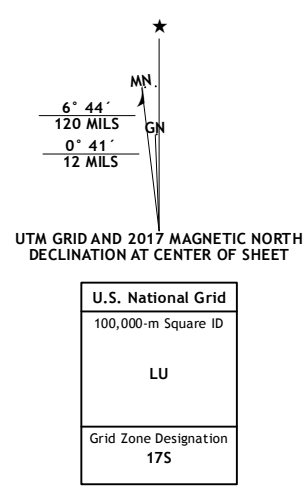 ★
MN
6° 44´
120 MILS
GN
0° 41´
12 MILS
UTM GRID AND 2017 MAGNETIC NORTH
DECLINATION AT CENTER OF SHEET
U.S. National Grid
100,000-m Square ID
LU
Grid Zone Designation
17S